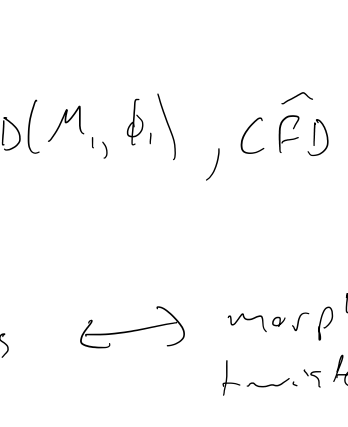 D(M₁, φ₁), CF̂D
s ↔ morp
twist